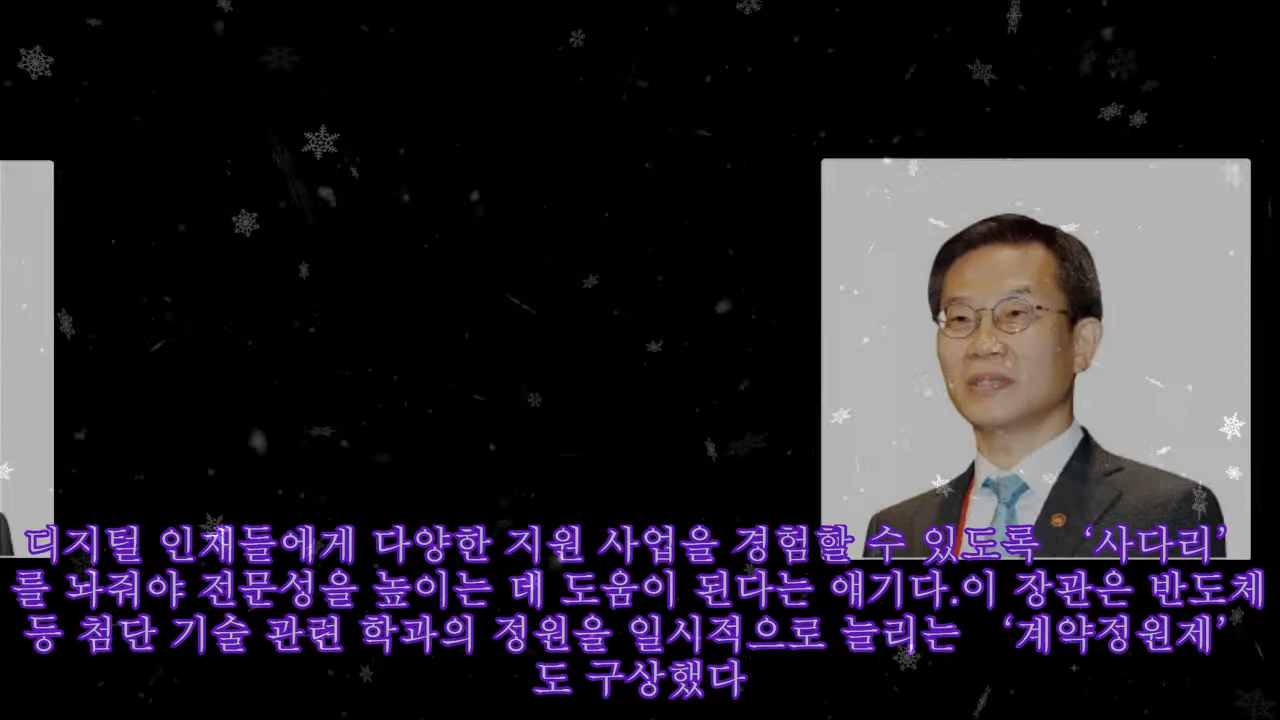 디지털 인재들에게 다양한 지원 사업을 경험할 수 있도록 ‘사다리’
를 놔줘야 전문성을 높이는 데 도움이 된다는 얘기다.이 장관은 반도체
등 첨단 기술 관련 학과의 정원을 일시적으로 늘리는 ‘계약정원제’
도 구상했다